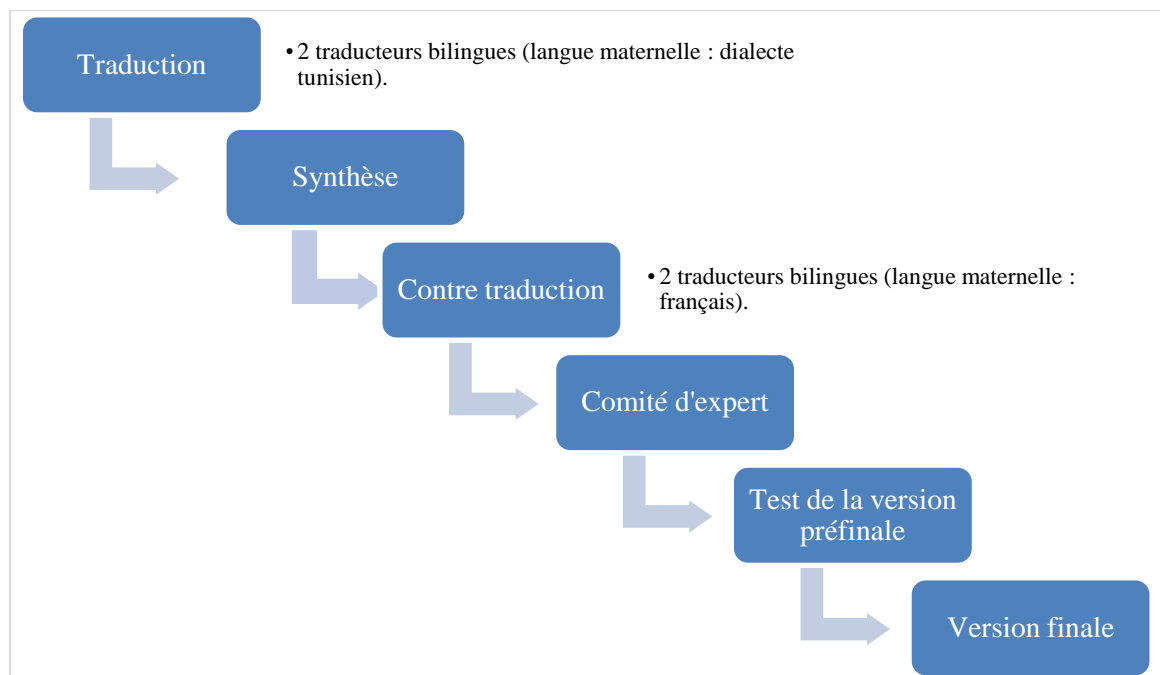 Traduction
• 2 traducteurs bilingues (langue maternelle : dialecte
tunisien).
Synthèse
Contre traduction
• 2 traducteurs bilingues (langue maternelle :
français).
Comité d'expert
Test de la version
préfinale
Version finale